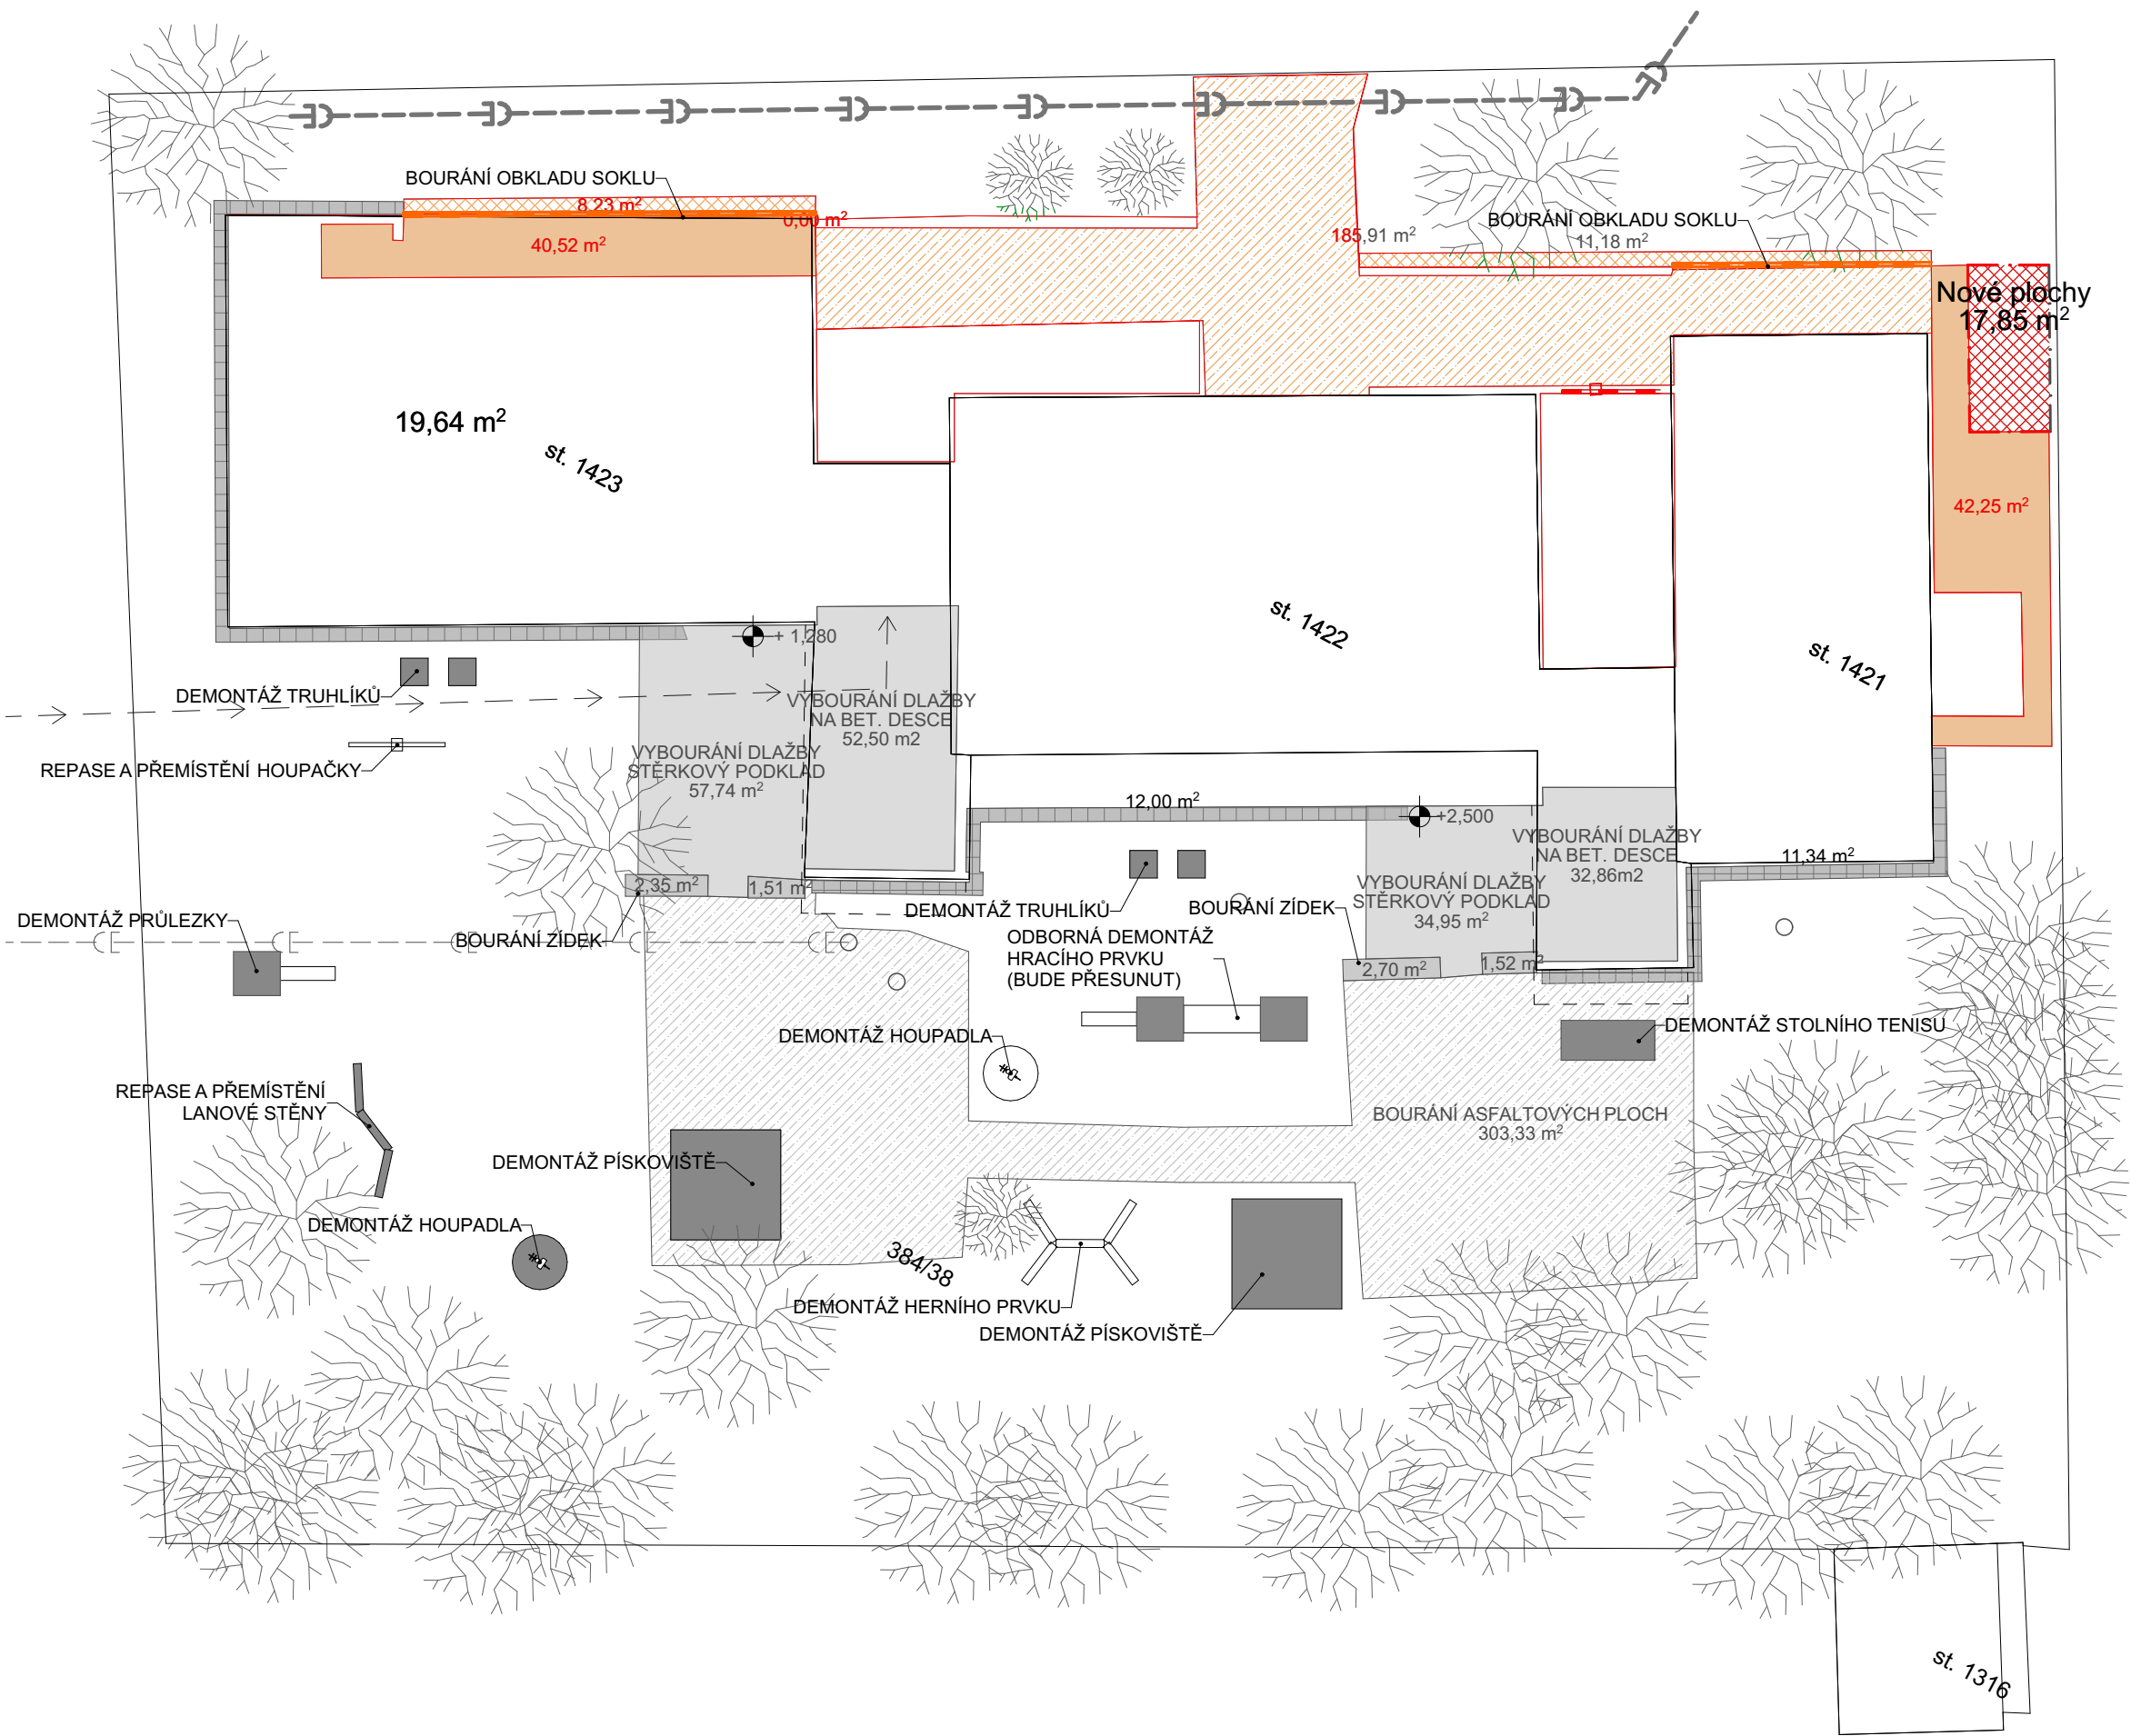 BOURÁNÍ OBKLADU SOKLU
8,23 m²
0,00 m²
40,52 m²
BOURÁNÍ OBKLADU SOKLU
185,91 m²
11,18 m²
Nové plochy
17,85 m²
19,64 m²
st. 1423
42,25 m²
st. 1422
st. 1421
+ 1,280
DEMONTÁŽ TRUHLÍKŮ
VYBOURÁNÍ DLAŽBY
NA BET. DESCE
52,50 m2
REPASE A PŘEMÍSTĚNÍ HOUPAČKY
VYBOURÁNÍ DLAŽBY
STĚRKOVÝ PODKLAD
57,74 m²
12,00 m²
+2,500
VYBOURÁNÍ DLAŽBY
NA BET. DESCE
32,86m2
11,34 m²
2,35 m²
1,51 m²
VYBOURÁNÍ DLAŽBY
STĚRKOVÝ PODKLAD
34,95 m²
DEMONTÁŽ PRŮLEZKY
BOURÁNÍ ZÍDEK
DEMONTÁŽ TRUHLÍKŮ
BOURÁNÍ ZÍDEK
ODBORNÁ DEMONTÁŽ
HRACÍHO PRVKU
(BUDE PŘESUNUT)
2,70 m²
1,52 m²
DEMONTÁŽ HOUPADLA
DEMONTÁŽ STOLNÍHO TENISU
REPASE A PŘEMÍSTĚNÍ
LANOVÉ STĚNY
BOURÁNÍ ASFALTOVÝCH PLOCH
303,33 m²
DEMONTÁŽ PÍSKOVIŠTĚ
DEMONTÁŽ HOUPADLA
384/38
DEMONTÁŽ HERNÍHO PRVKU
DEMONTÁŽ PÍSKOVIŠTĚ
st. 1316